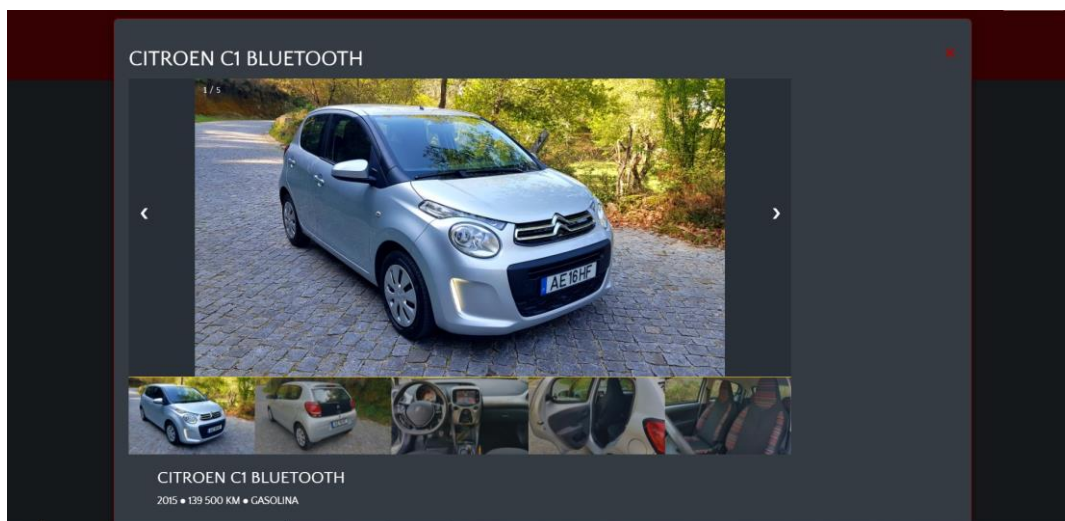 CITROEN C1 BLUETOOTH
1 / 5
AE 16 HF
CITROEN C1 BLUETOOTH
2015 ● 139 500 KM ● GASOLINA